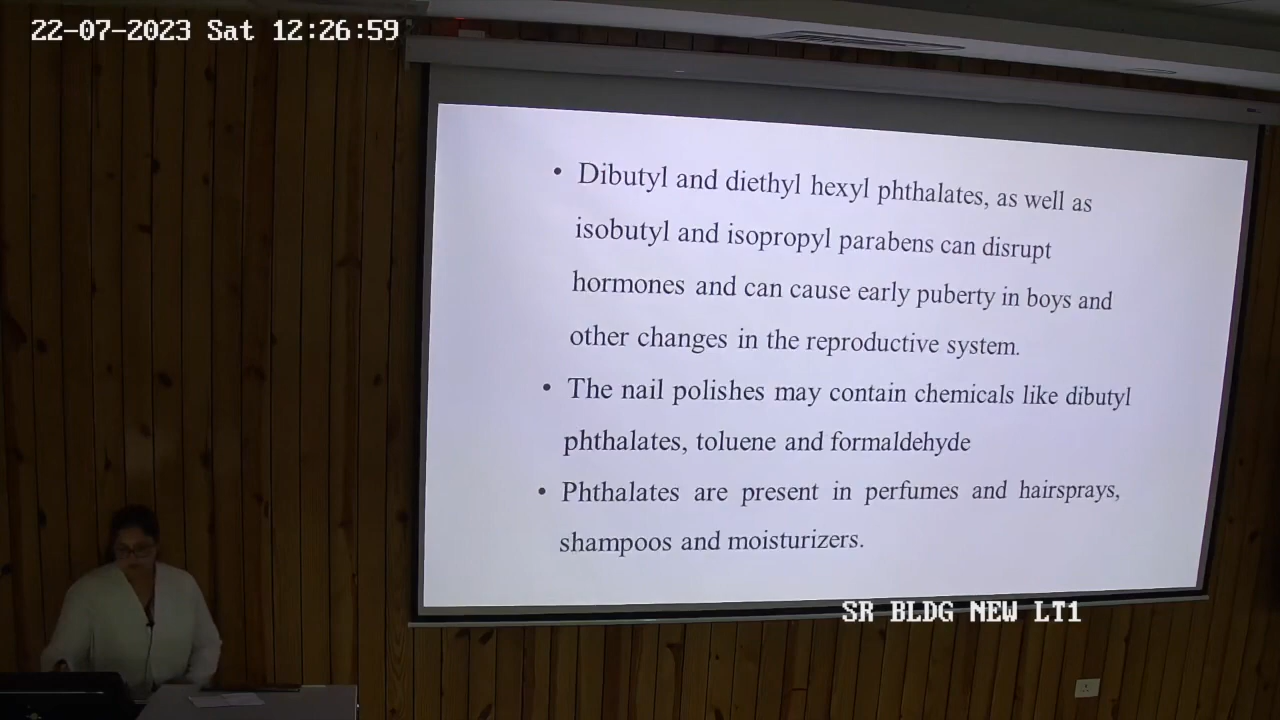 22-07-2023 Sat 12:26:59
• Dibutyl and diethyl hexyl phthalates, as well as
isobutyl and isopropyl parabens can disrupt
hormones and can cause early puberty in boys and
other changes in the reproductive system.
• The nail polishes may contain chemicals like dibutyl
phthalates, toluene and formaldehyde
• Phthalates are present in perfumes and hairsprays,
shampoos and moisturizers.
SR BLDG NEW LT1